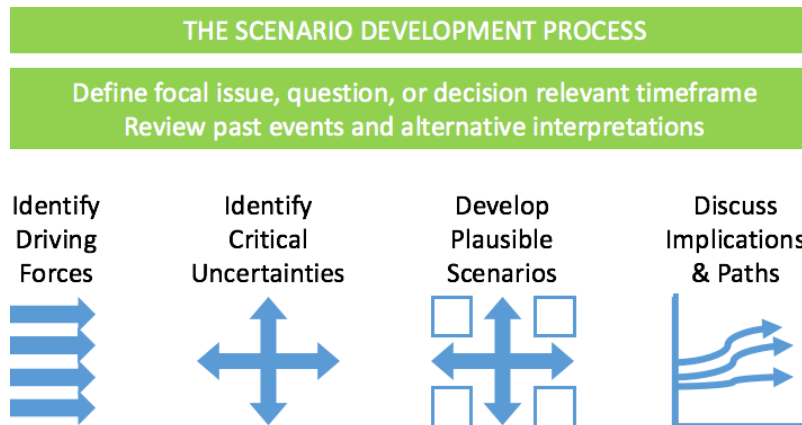 THE SCENARIO DEVELOPMENT PROCESS
Define focal issue, question, or decision relevant timeframe
Review past events and alternative interpretations
Identify
Driving
Forces
Identify
Critical
Uncertainties
Develop
Plausible
Scenarios
Discuss
Implications
& Paths